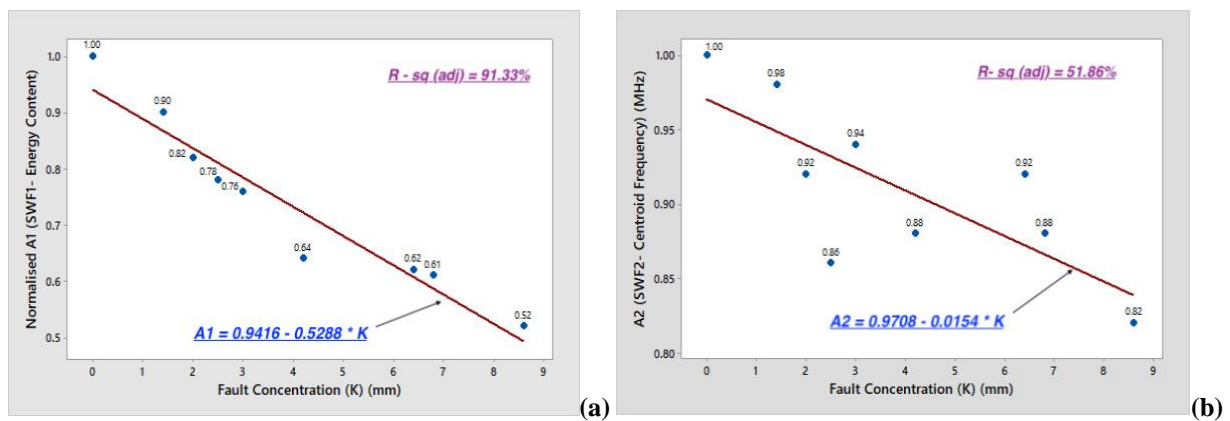 1.00
R - sq (adj) = 91.33%
0.90
0.82
0.78
0.76
0.64
0.62
0.61
0.52
A1 = 0.9416 - 0.5288 * K
1.0
0.9
0.8
0.7
0.6
0.5
Normalised A1 (SWF1- Energy Content)
0 1 2 3 4 5 6 7 8 9
Fault Concentration (K) (mm)
(a)
1.00
R- sq (adj) = 51.86%
0.98
0.92
0.94
0.92
0.88
0.88
0.86
0.82
A2 = 0.9708 - 0.0154 * K
1.00
0.95
0.90
0.85
0.80
A2 (SWF2- Centroid Frequency) (MHz)
0 1 2 3 4 5 6 7 8 9
Fault Concentration (K) (mm)
(b)